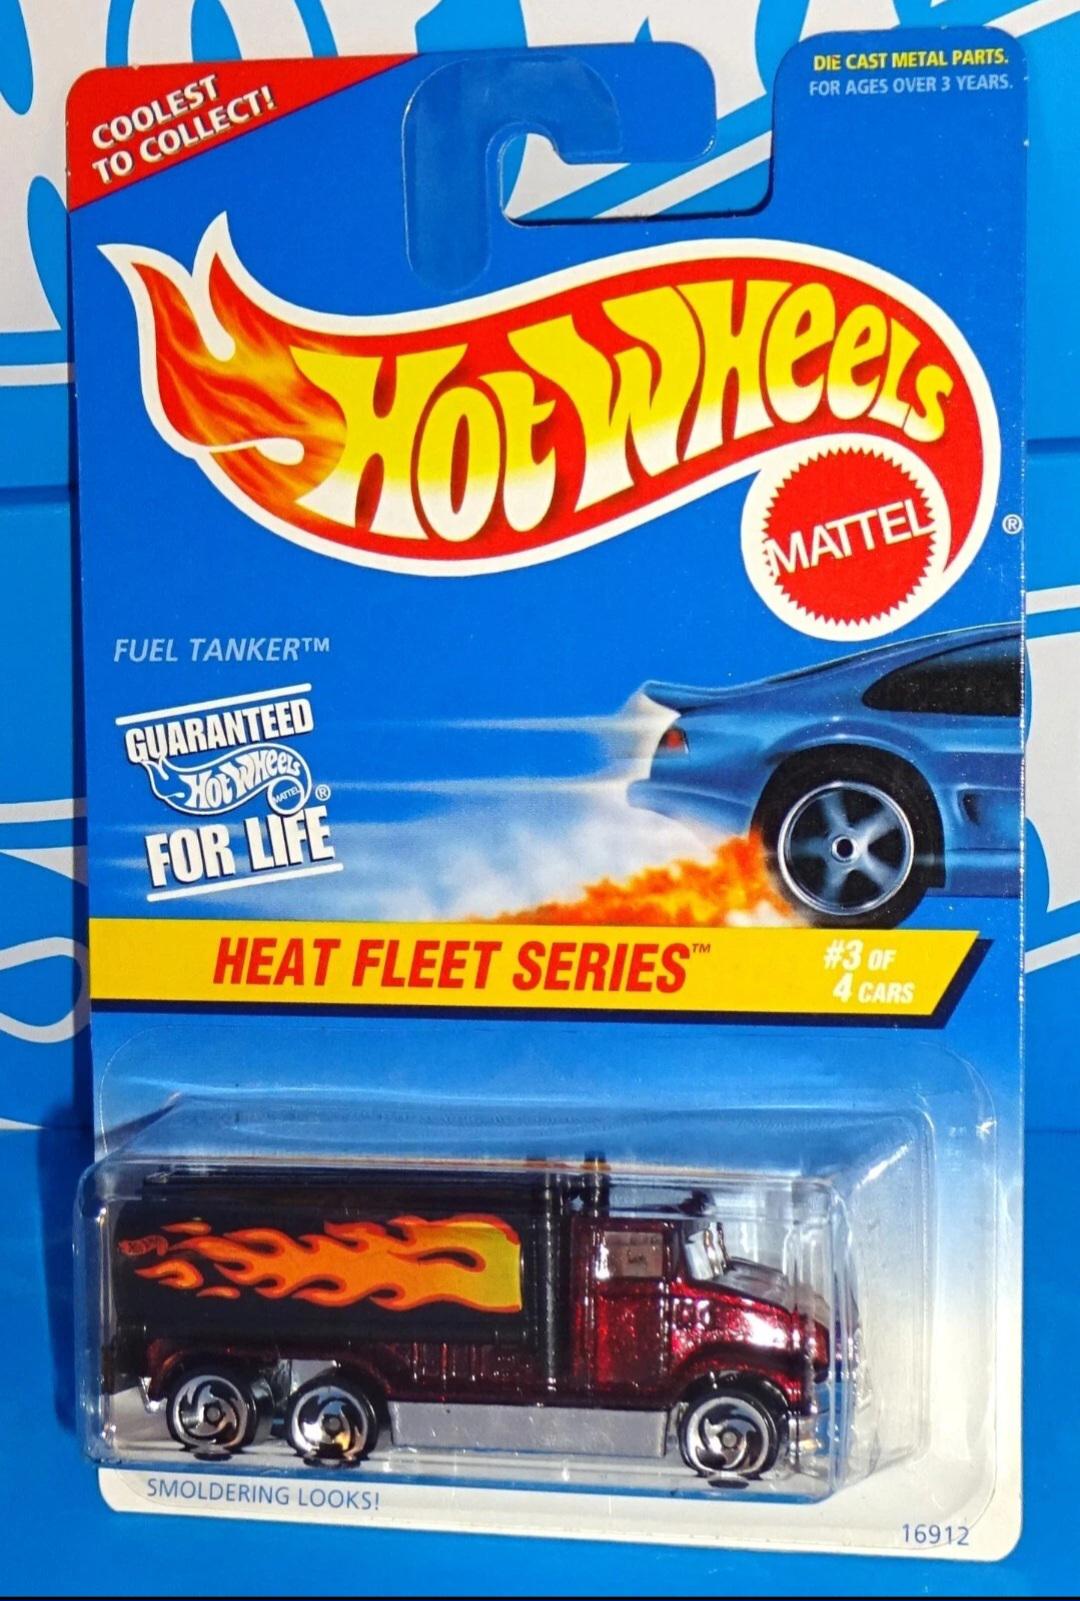 COOLEST
TO COLLECT!
DIE CAST METAL PARTS.
FOR AGES OVER 3 YEARS.
HOT WHEELS
MATTEL
®
FUEL TANKER™
GUARANTEED
HOT WHEELS
MATTEL
®
FOR LIFE
HEAT FLEET SERIES™
#3 OF
4 CARS
SMOLDERING LOOKS!
16912